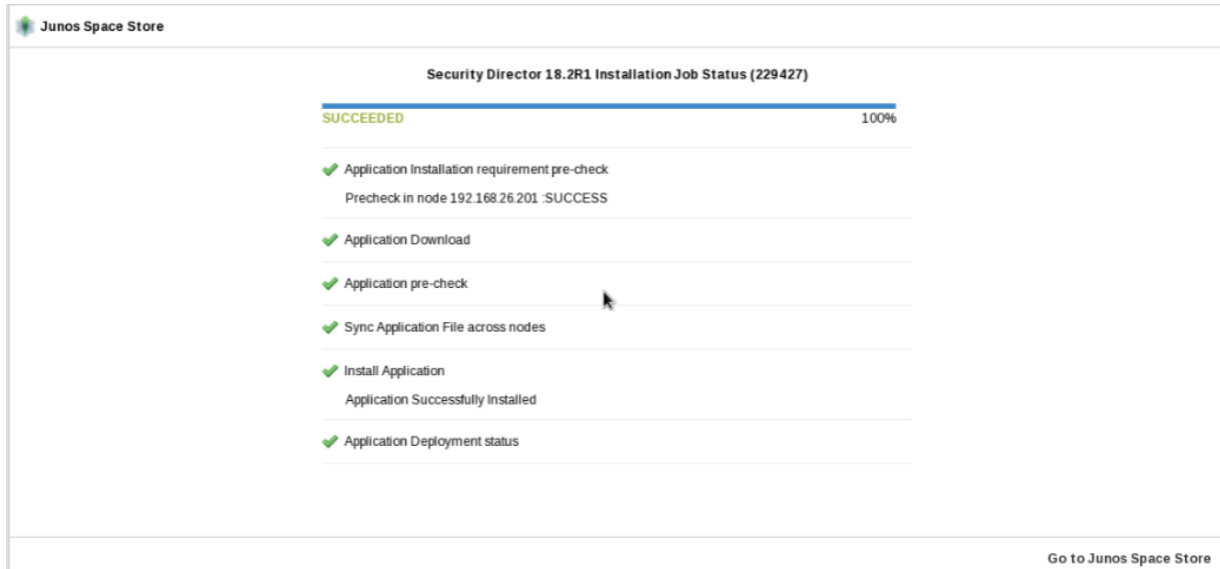 Junos Space Store
Security Director 18.2R1 Installation Job Status (229427)
SUCCEEDED 100%
Application Installation requirement pre-check
Precheck in node 192.168.26.201 :SUCCESS
Application Download
Application pre-check
Sync Application File across nodes
Install Application
Application Successfully Installed
Application Deployment status
Go to Junos Space Store